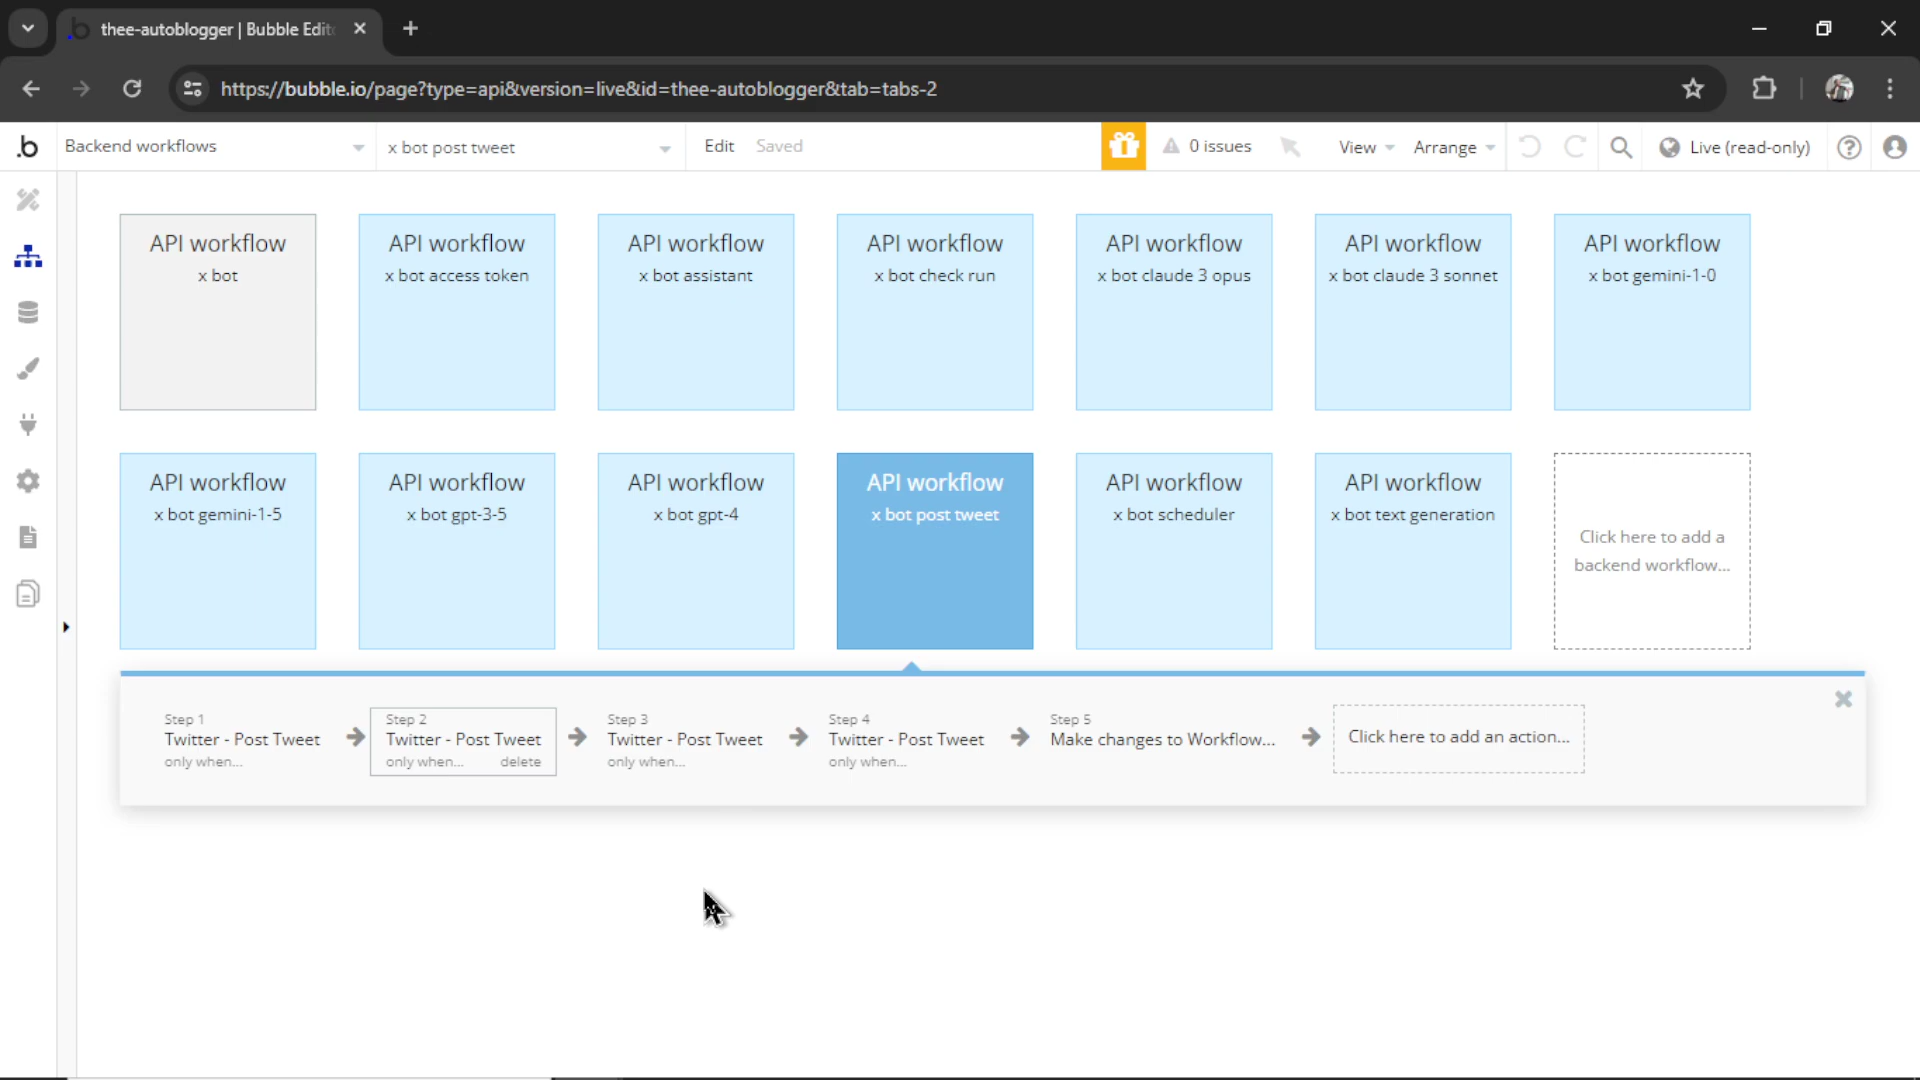 thee-autoblogger | Bubble Edit
https://bubble.io/page?type=api&version=live&id=thee-autoblogger&tab=tabs-2
.b Backend workflows x bot post tweet Edit Saved 0 issues View Arrange Live (read-only)
API workflow API workflow API workflow API workflow API workflow API workflow API workflow
x bot x bot access token x bot assistant x bot check run x bot claude 3 opus x bot claude 3 sonnet x bot gemini-1-0
API workflow API workflow API workflow API workflow API workflow API workflow
x bot gemini-1-5 x bot gpt-3-5 x bot gpt-4 x bot post tweet x bot scheduler x bot text generation
Click here to add a
backend workflow...
Step 1 Step 2 Step 3 Step 4 Step 5
Twitter - Post Tweet Twitter - Post Tweet Twitter - Post Tweet Twitter - Post Tweet Make changes to Workflow... Click here to add an action...
only when... only when... delete only when... only when...